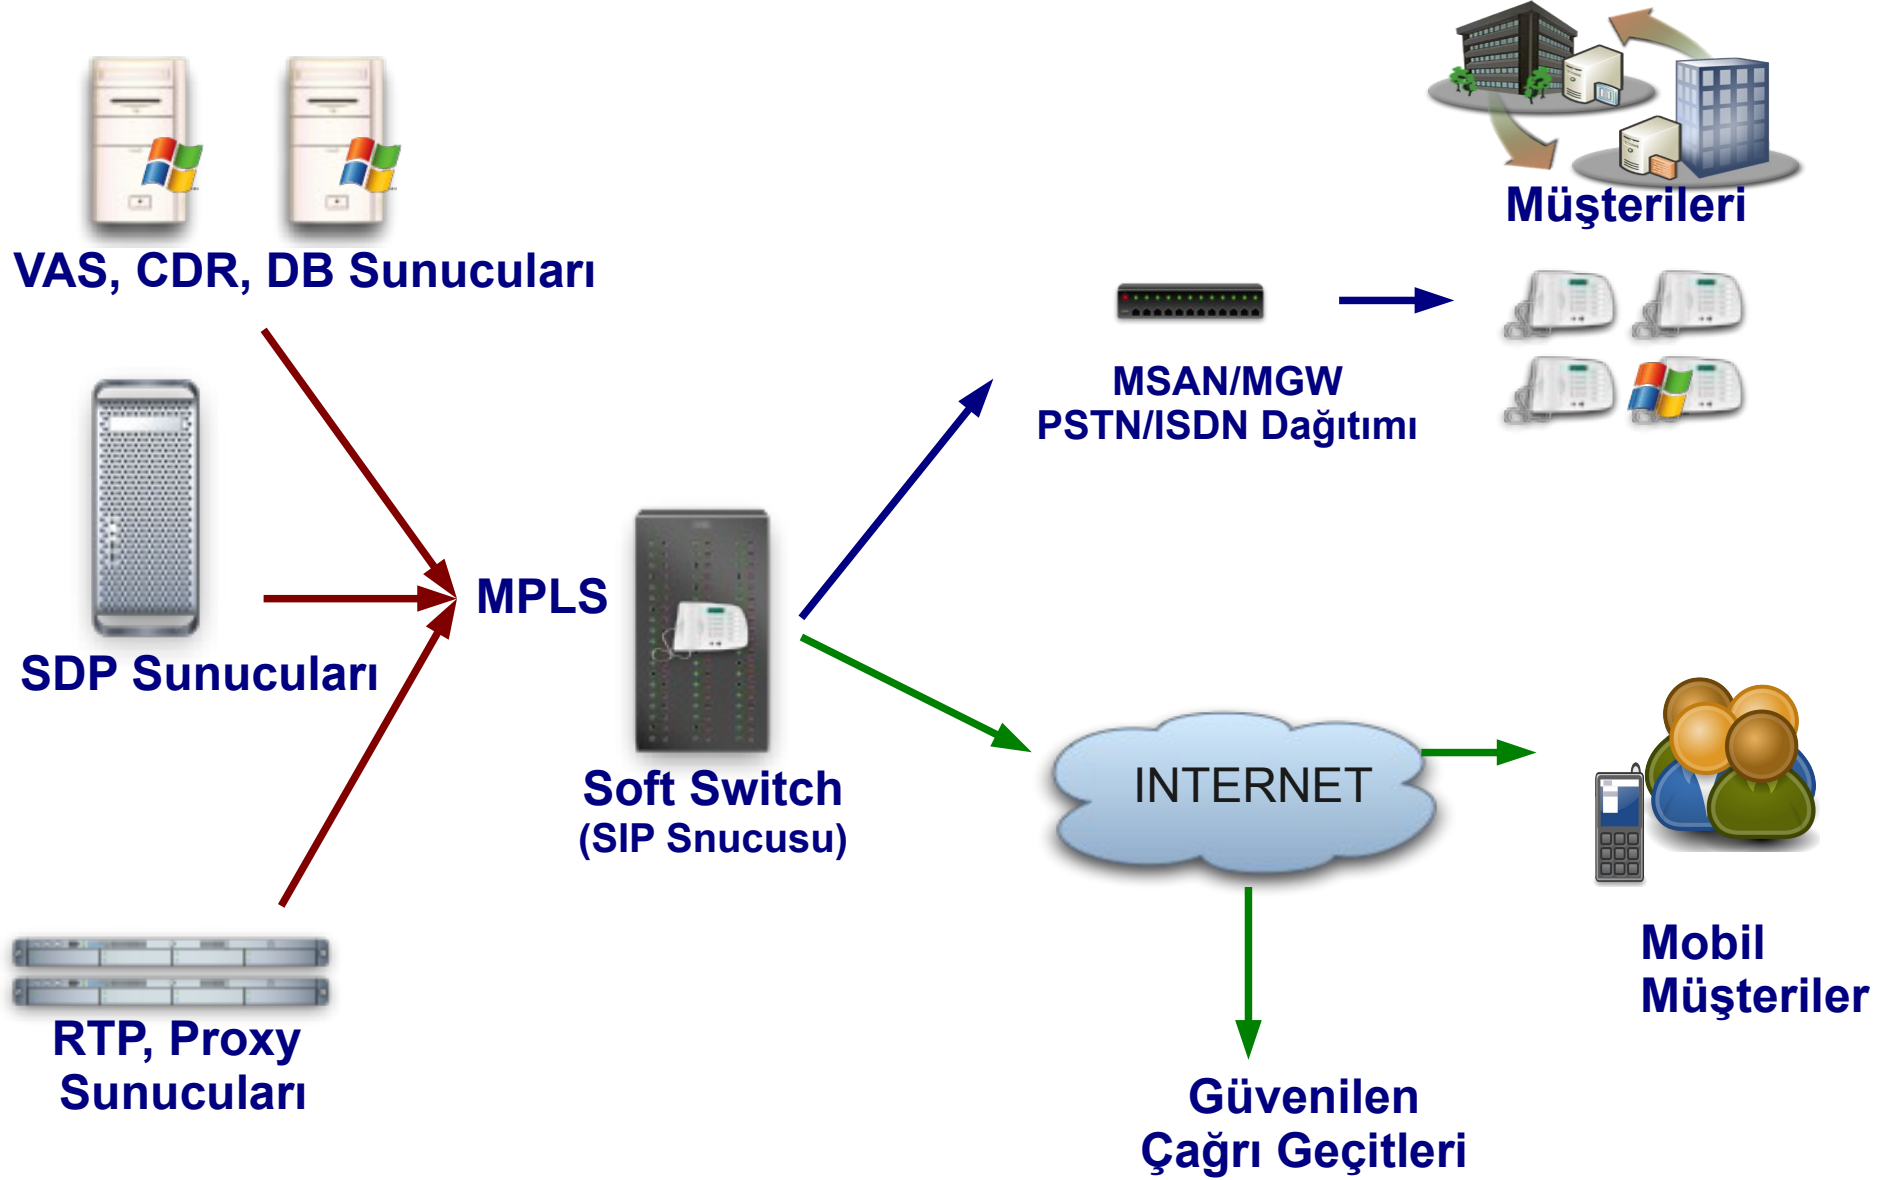 Müşterileri
VAS, CDR, DB Sunucuları
MSAN/MGW
PSTN/ISDN Dağıtımı
MPLS
SDP Sunucuları
Soft Switch
(SIP Snucusu)
INTERNET
Mobil
Müşteriler
RTP, Proxy
Sunucuları
Güvenilen
Çağrı Geçitleri